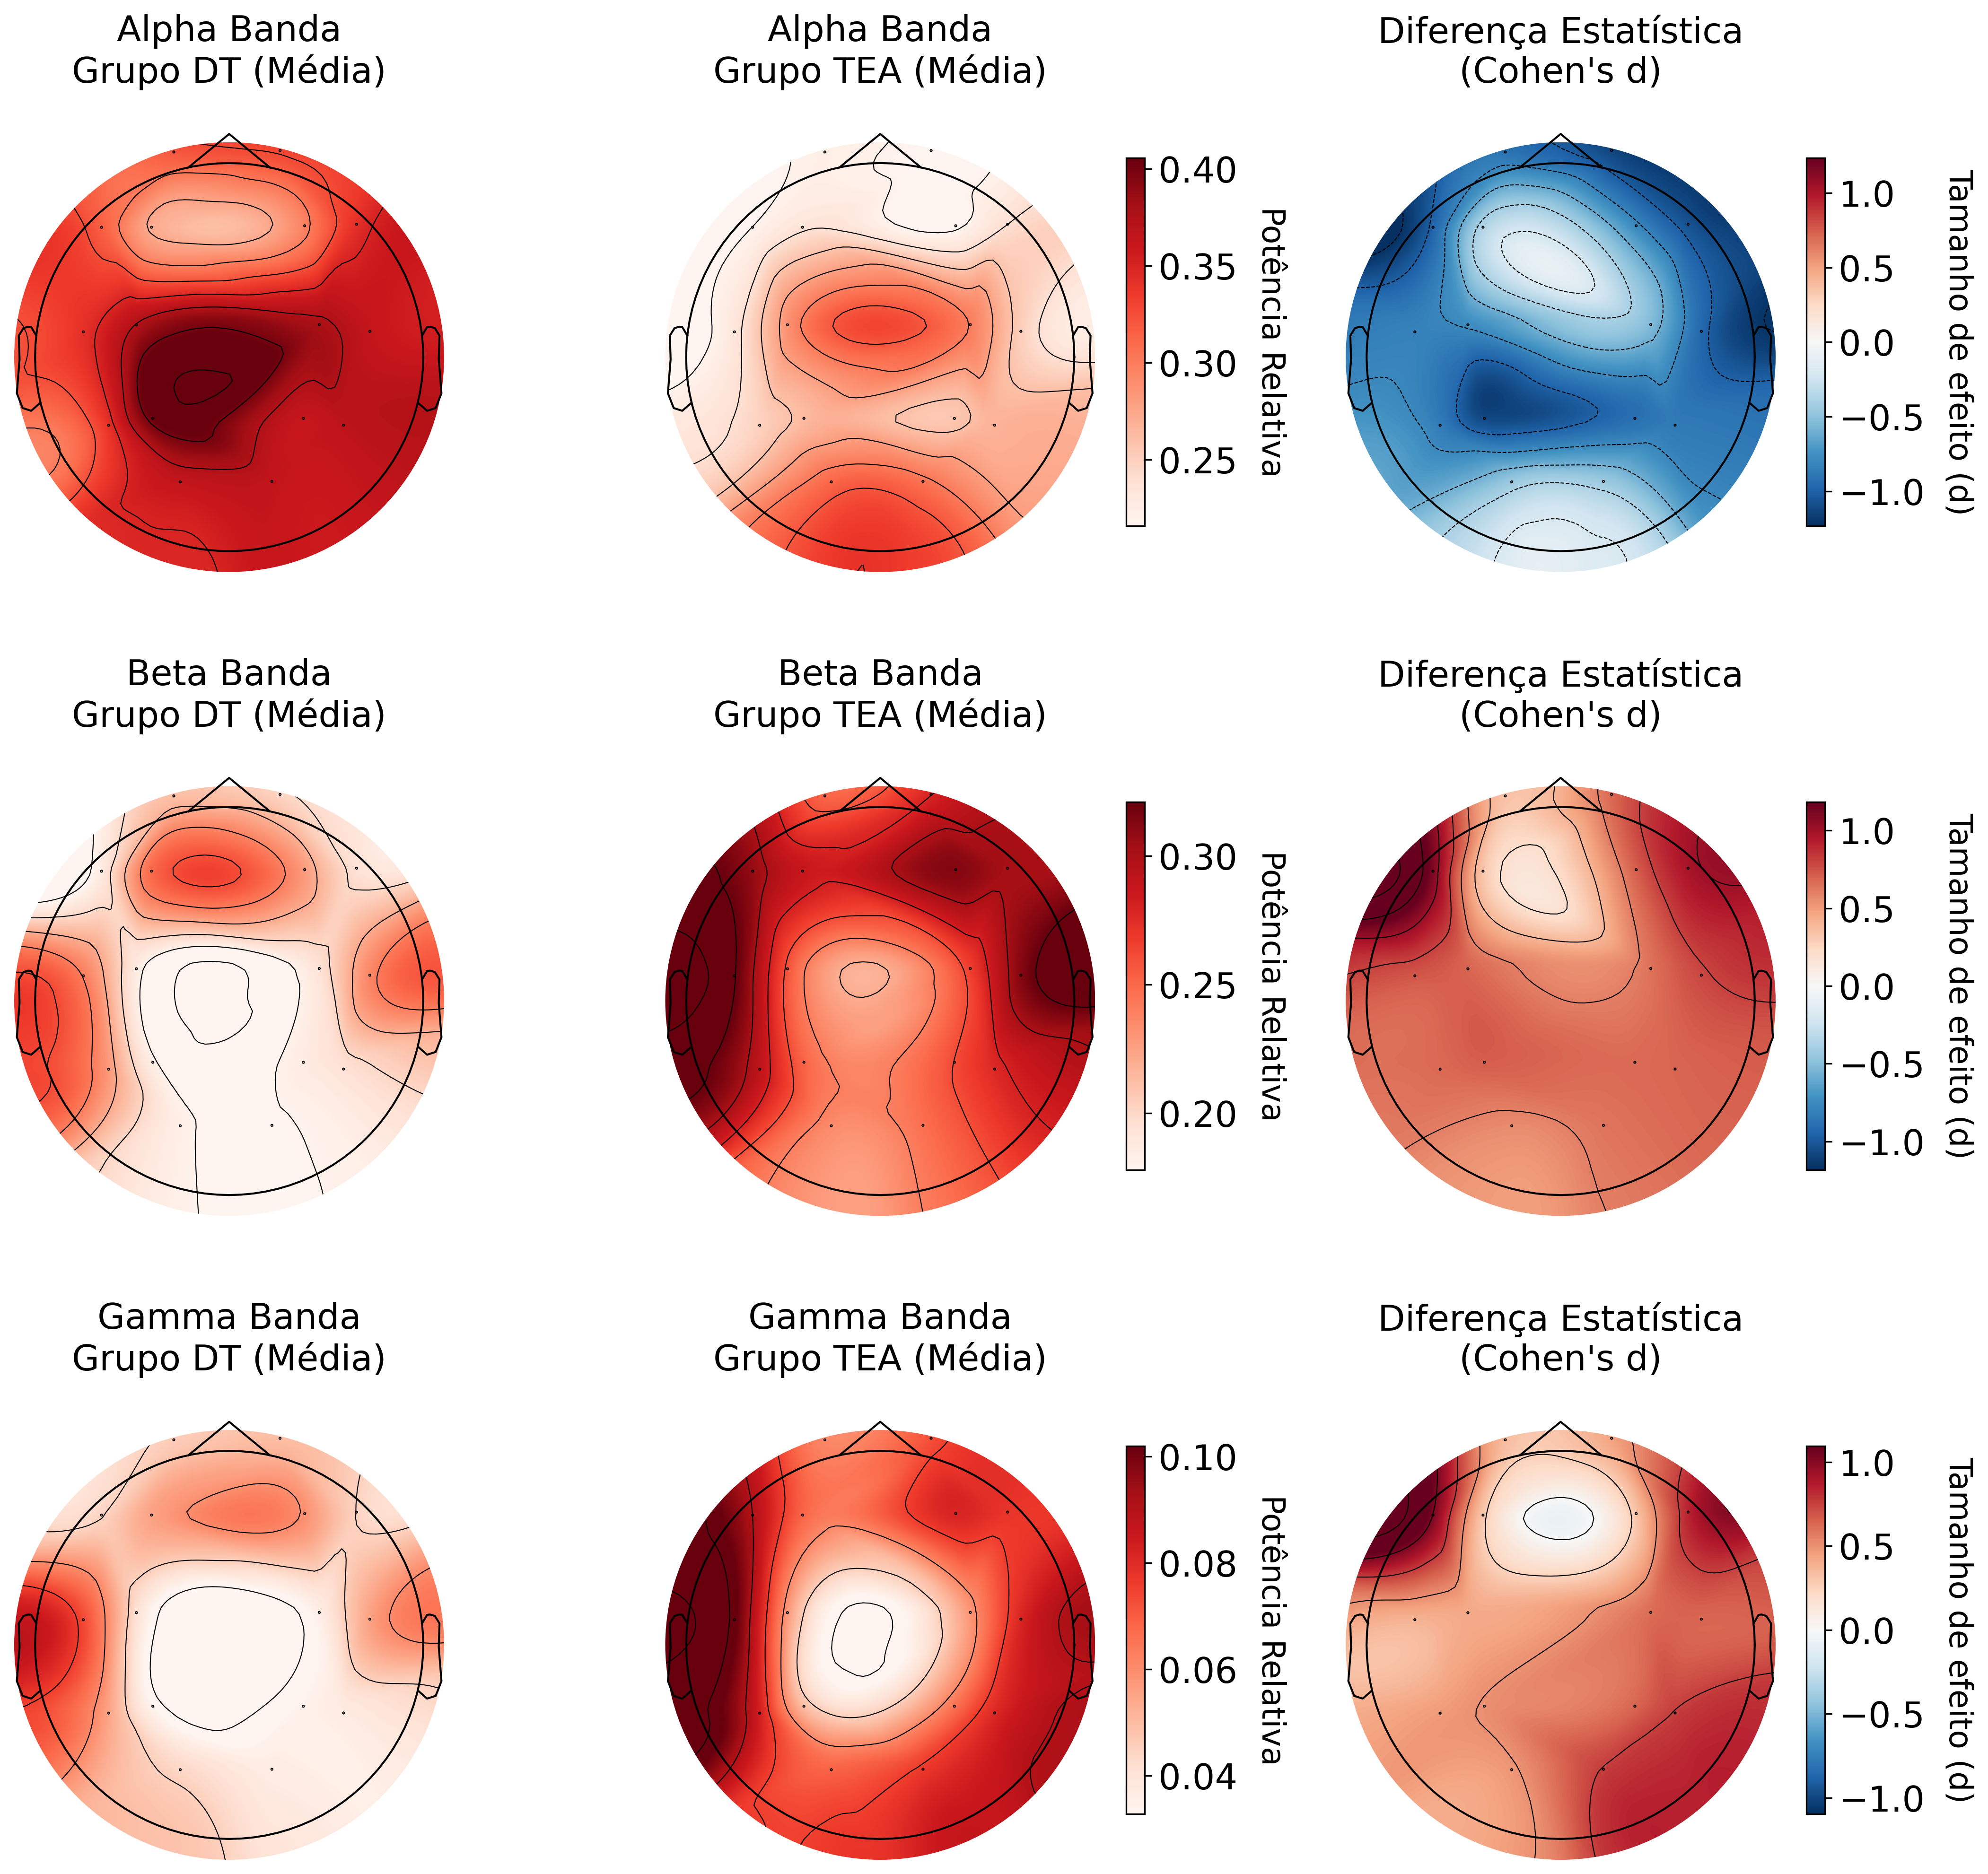 Alpha Banda
Grupo DT (Média)
Alpha Banda
Grupo TEA (Média)
Diferença Estatística
(Cohen's d)
0.40
0.35
0.30
0.25
Potência Relativa
1.0
0.5
0.0
−0.5
−1.0
Tamanho de efeito (d)
Beta Banda
Grupo DT (Média)
Beta Banda
Grupo TEA (Média)
Diferença Estatística
(Cohen's d)
0.30
0.25
0.20
Potência Relativa
1.0
0.5
0.0
−0.5
−1.0
Tamanho de efeito (d)
Gamma Banda
Grupo DT (Média)
Gamma Banda
Grupo TEA (Média)
Diferença Estatística
(Cohen's d)
0.10
0.08
0.06
0.04
Potência Relativa
1.0
0.5
0.0
−0.5
−1.0
Tamanho de efeito (d)